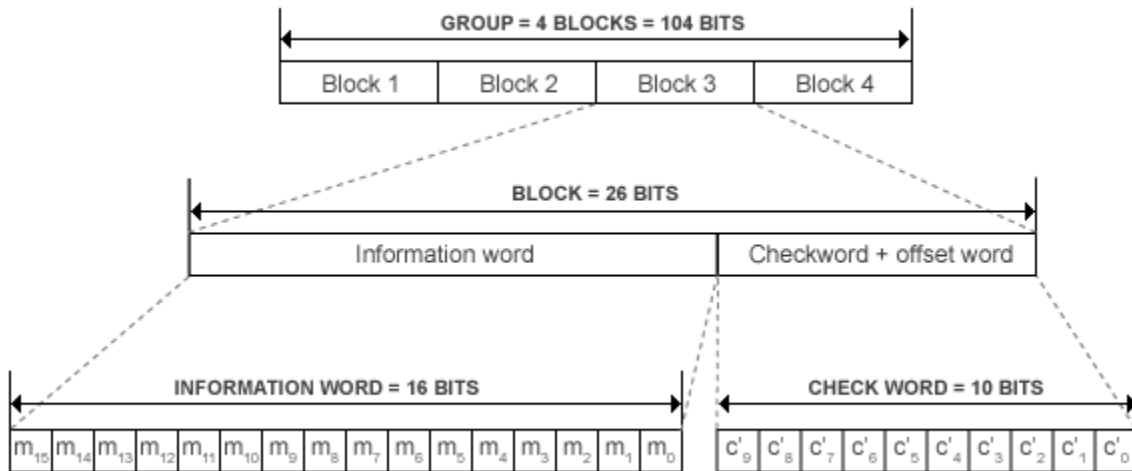 GROUP = 4 BLOCKS = 104 BITS
Block 1 Block 2 Block 3 Block 4
BLOCK = 26 BITS
Information word Checkword + offset word
INFORMATION WORD = 16 BITS CHECK WORD = 10 BITS
m₁₅ m₁₄ m₁₃ m₁₂ m₁₁ m₁₀ m₉ m₈ m₇ m₆ m₅ m₄ m₃ m₂ m₁ m₀ c'₉ c'₈ c'₇ c'₆ c'₅ c'₄ c'₃ c'₂ c'₁ c'₀